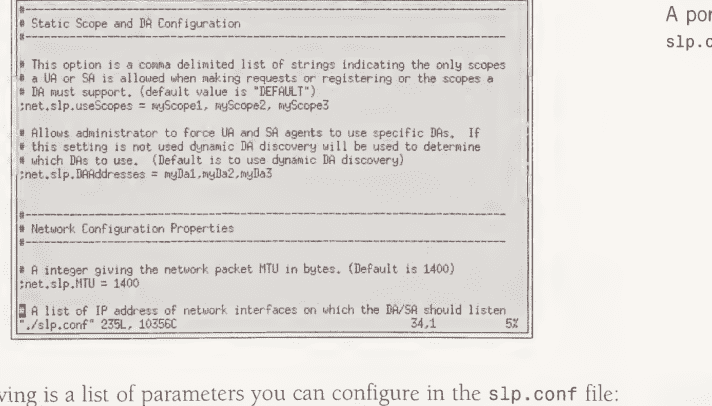 #---------------------------------------------------------------
# Static Scope and DA Configuration
#---------------------------------------------------------------
# This option is a comma delimited list of strings indicating the only scopes
# a UA or SA is allowed when making requests or registering or the scopes a
# DA must support. (default value is "DEFAULT")
;net.slp.useScopes = myScope1, myScope2, myScope3
# Allows administrator to force UA and SA agents to use specific DAs. If
# this setting is not used dynamic DA discovery will be used to determine
# which DAs to use. (Default is to use dynamic DA discovery)
;net.slp.DAAddresses = myDa1,myDa2,myDa3
#---------------------------------------------------------------
# Network Configuration Properties
#---------------------------------------------------------------
# A integer giving the network packet MTU in bytes. (Default is 1400)
;net.slp.MTU = 1400
# A list of IP address of network interfaces on which the DA/SA should listen
"./slp.conf" 235L, 10356C 34,1 5%
A por
slp.c
ving is a list of parameters you can configure in the slp.conf file: